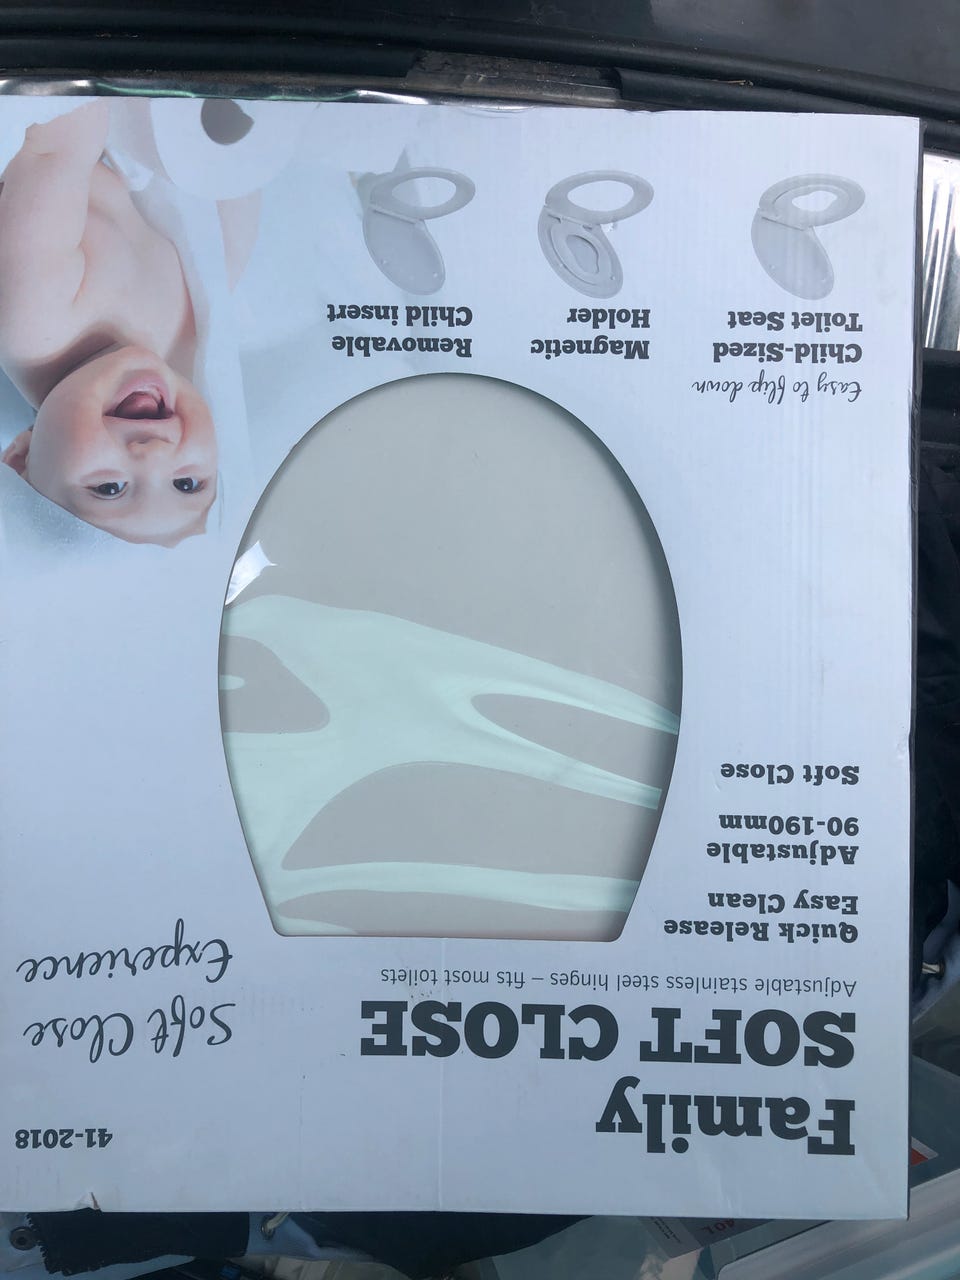 41-2018
Family
SOFT CLOSE
Adjustable stainless steel hinges – fits most toilets
Soft Close
Experience
Quick Release
Easy Clean
Adjustable
90-190mm
Soft Close
Easy to flip down
Child-Sized
Toilet Seat
Magnetic
Holder
Removable
Child insert
40L